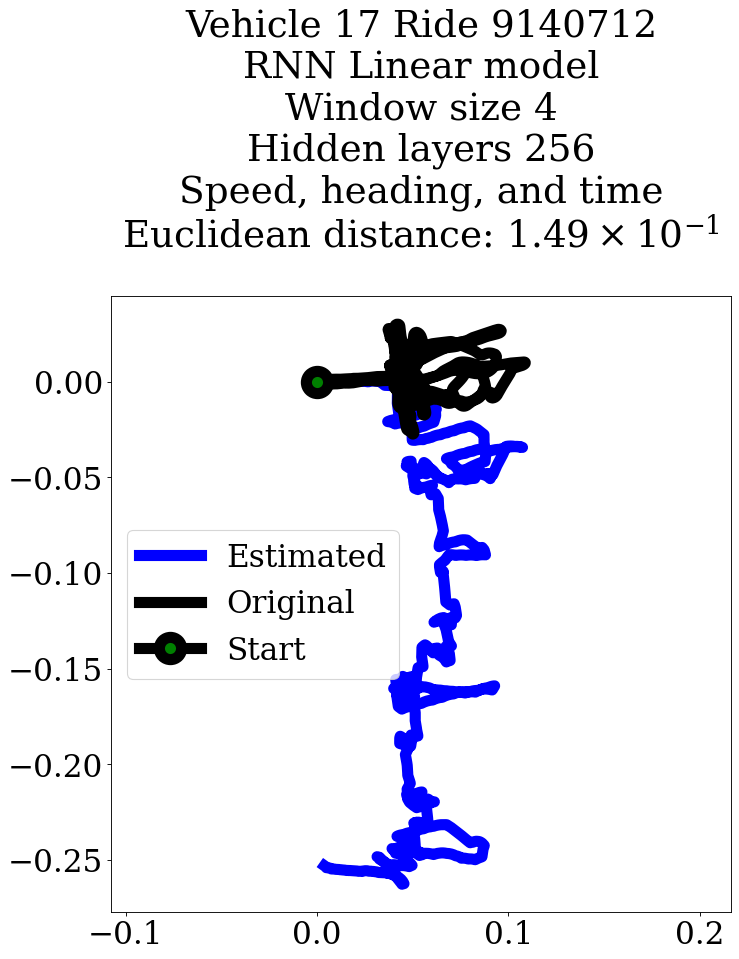 Vehicle 17 Ride 9140712
RNN Linear model
Window size 4
Hidden layers 256
Speed, heading, and time
Euclidean distance: 1.49 × 10⁻¹
0.00
−0.05
−0.10
−0.15
−0.20
−0.25
Estimated
Original
Start
−0.1 0.0 0.1 0.2